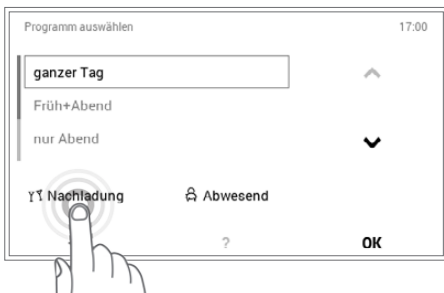 Programm auswählen 17:00
ganzer Tag
Früh+Abend
nur Abend
Nachladung Abwesend
? OK